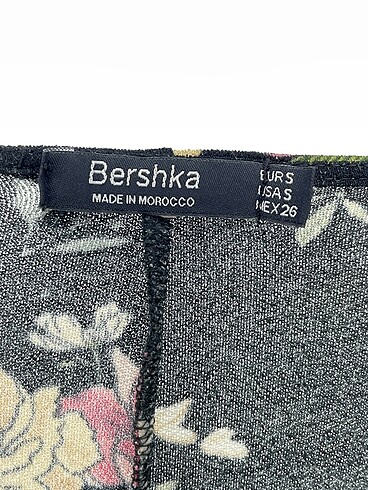 Bershka
MADE IN MOROCCO
EUR S
USA S
MEX 26